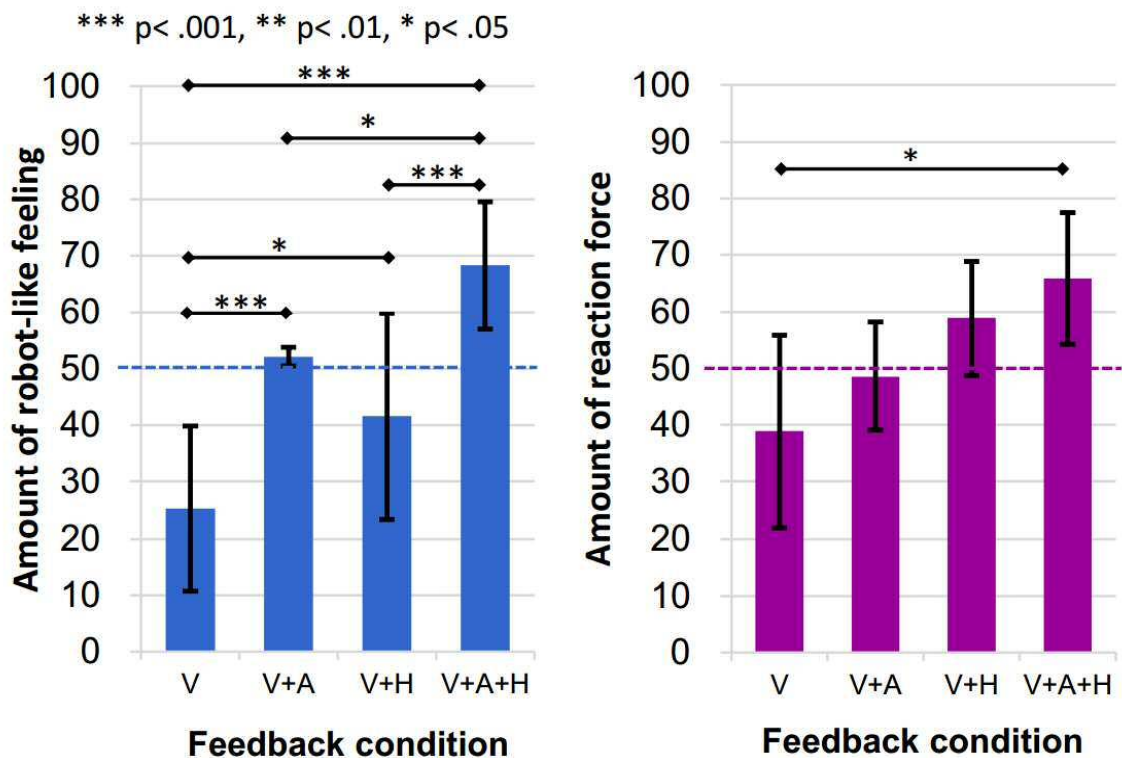 *** p< .001, ** p< .01, * p< .05
Amount of robot-like feeling
100
90
80
70
60
50
40
30
20
10
0
***
*
***
*
***
V
V+A
V+H
V+A+H
Feedback condition
Amount of reaction force
100
90
80
70
60
50
40
30
20
10
0
*
V
V+A
V+H
V+A+H
Feedback condition